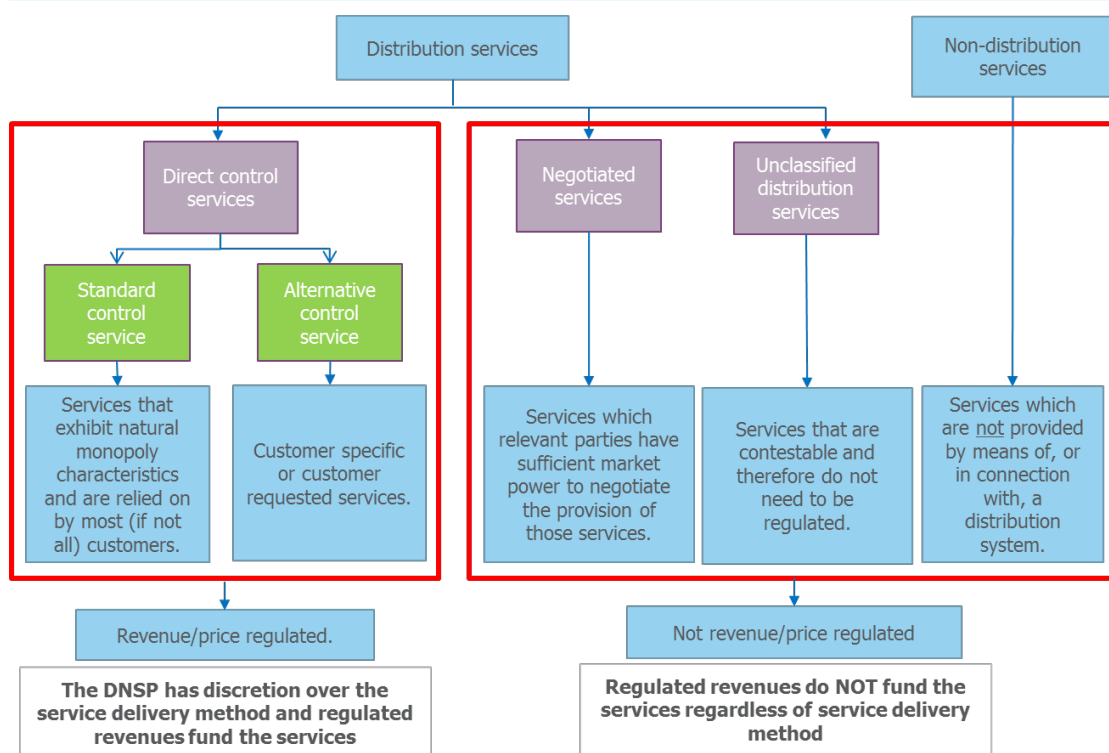 Distribution services
Non-distribution
services
Direct control
services
Negotiated
services
Unclassified
distribution
services
Standard
control
service
Alternative
control
service
Services that
exhibit natural
monopoly
characteristics
and are relied on
by most (if not
all) customers.
Customer specific
or customer
requested services.
Services which
relevant parties have
sufficient market
power to negotiate
the provision of
those services.
Services that are
contestable and
therefore do not
need to be
regulated.
Services which
are not provided
by means of, or
in connection
with, a
distribution
system.
Revenue/price regulated.
Not revenue/price regulated
The DNSP has discretion over the
service delivery method and regulated
revenues fund the services
Regulated revenues do NOT fund the
services regardless of service delivery
method